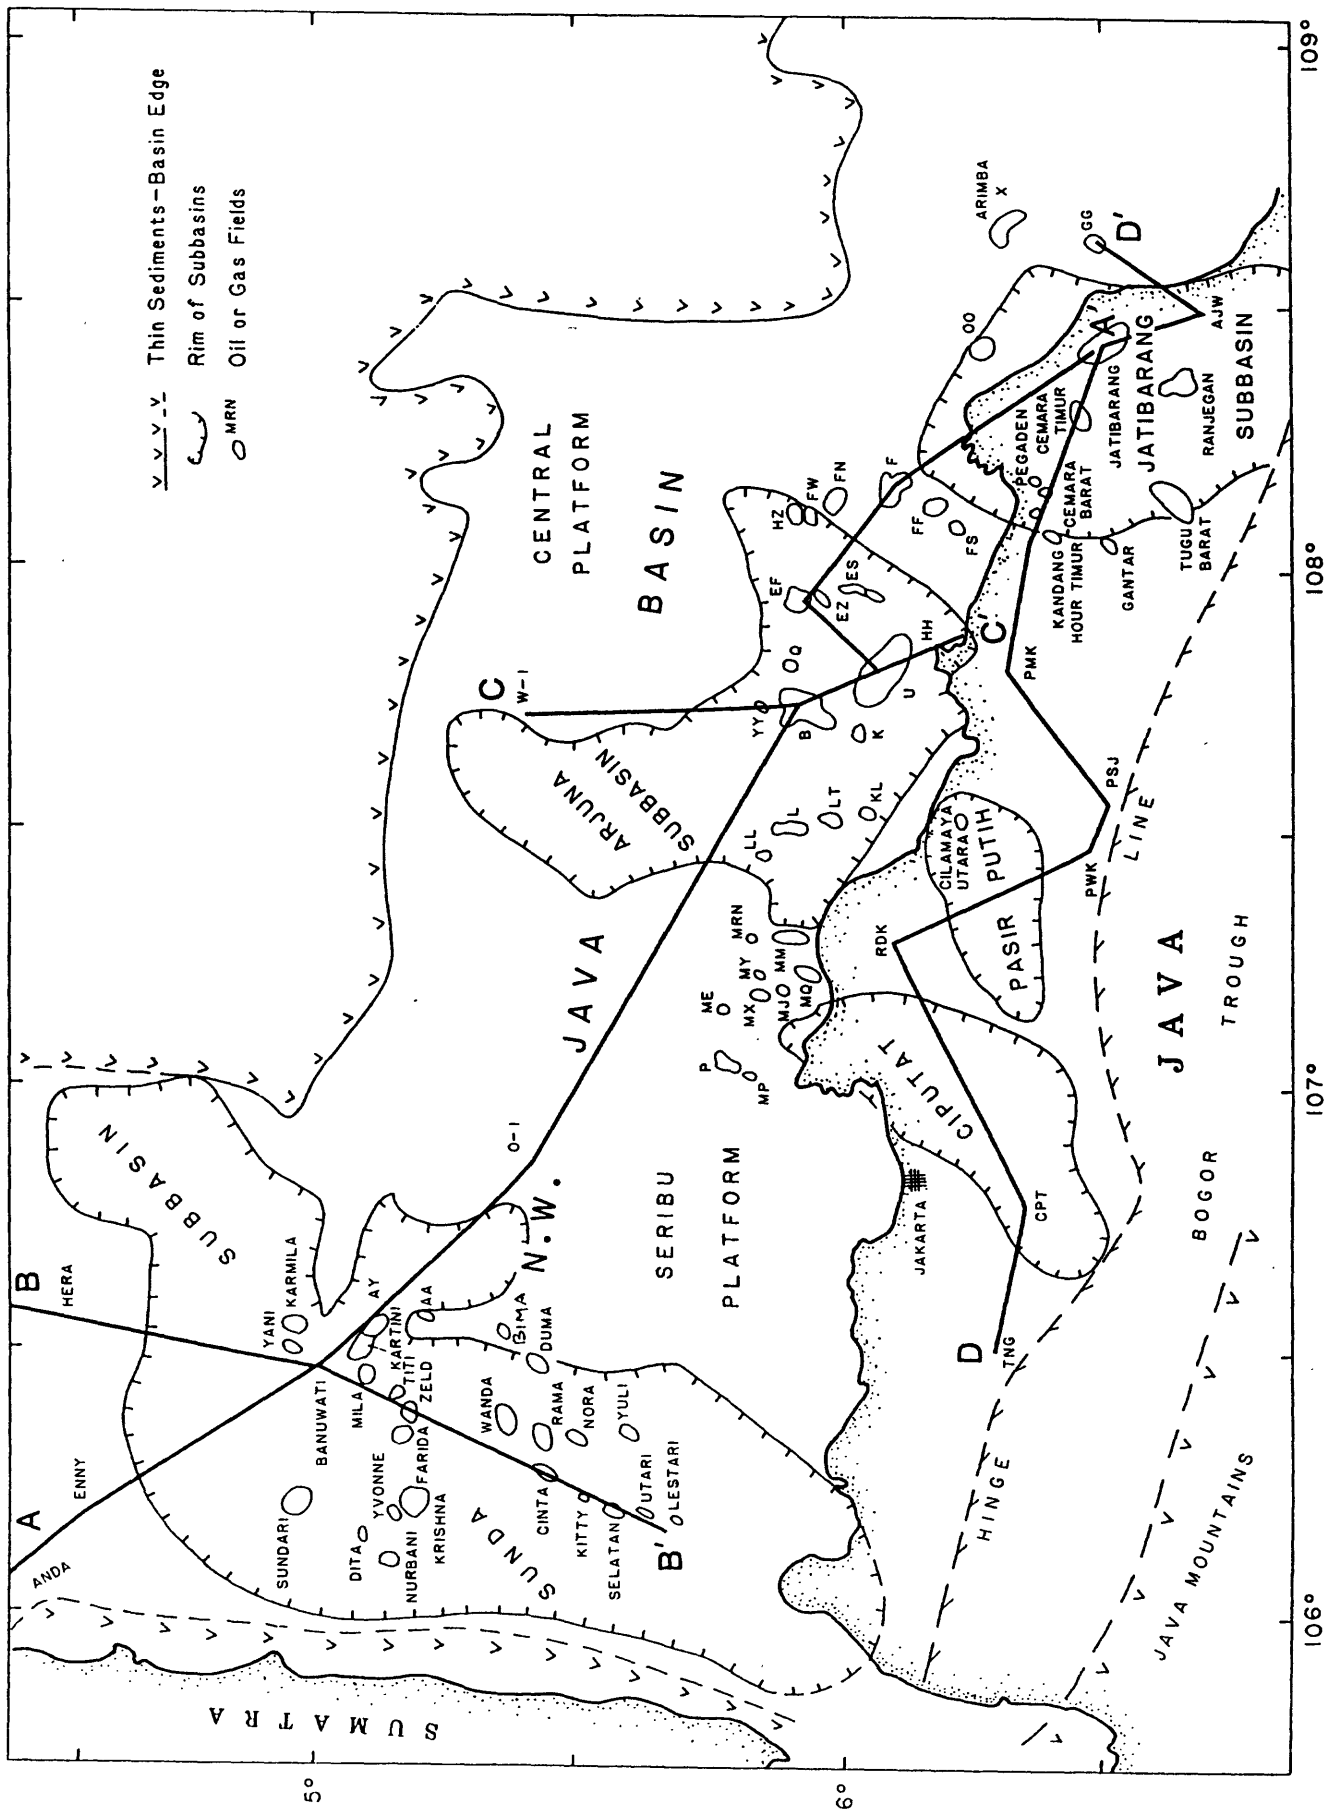 Thin Sediments-Basin Edge
Rim of Subbasins
MRN
Oil or Gas Fields
SUMATRA
ANDA
A
ENNY
B
HERA
SUBBASIN
YANI
KARMILA
BANUWATI
SUNDARI
MILA
AY
KARTINI
TITI
ZELD
AA
DITA
YVONNE
FARIDA
NURBANI
KRISHNA
SUNDA
WANDA
BIMA
DUMA
RAMA
CINTA
NORA
KITTY
YULI
SELATAN
UTARI
LESTARI
B'
O-1
N.W.
JAVA
BASIN
SERIBU
PLATFORM
CENTRAL
PLATFORM
C
W-1
ARJUNA
SUBBASIN
YY
Q
B
K
U
HH
C'
EF
EZ
ES
HZ
FW
FN
F
FF
FS
LL
L
LT
KL
P
MP
ME
MX
MY
MRN
MJ
MM
MQ
OO
ARIMBA
X
GG
D'
A'
AJW
JATIBARANG
JATIBARANG
SUBBASIN
RANJEGAN
PEGADEN
CEMARA
TIMUR
CEMARA
BARAT
KANDANG
HOUR TIMUR
GANTAR
TUGU
BARAT
PMK
PSJ
PWK
CILAMAYA
UTARA
PASIR
PUTIH
RDK
CIPUTAT
CPT
JAKARTA
D
TNG
HINGE
LINE
JAVA
BOGOR
TROUGH
JAVA MOUNTAINS
5°
6°
106°
107°
108°
109°